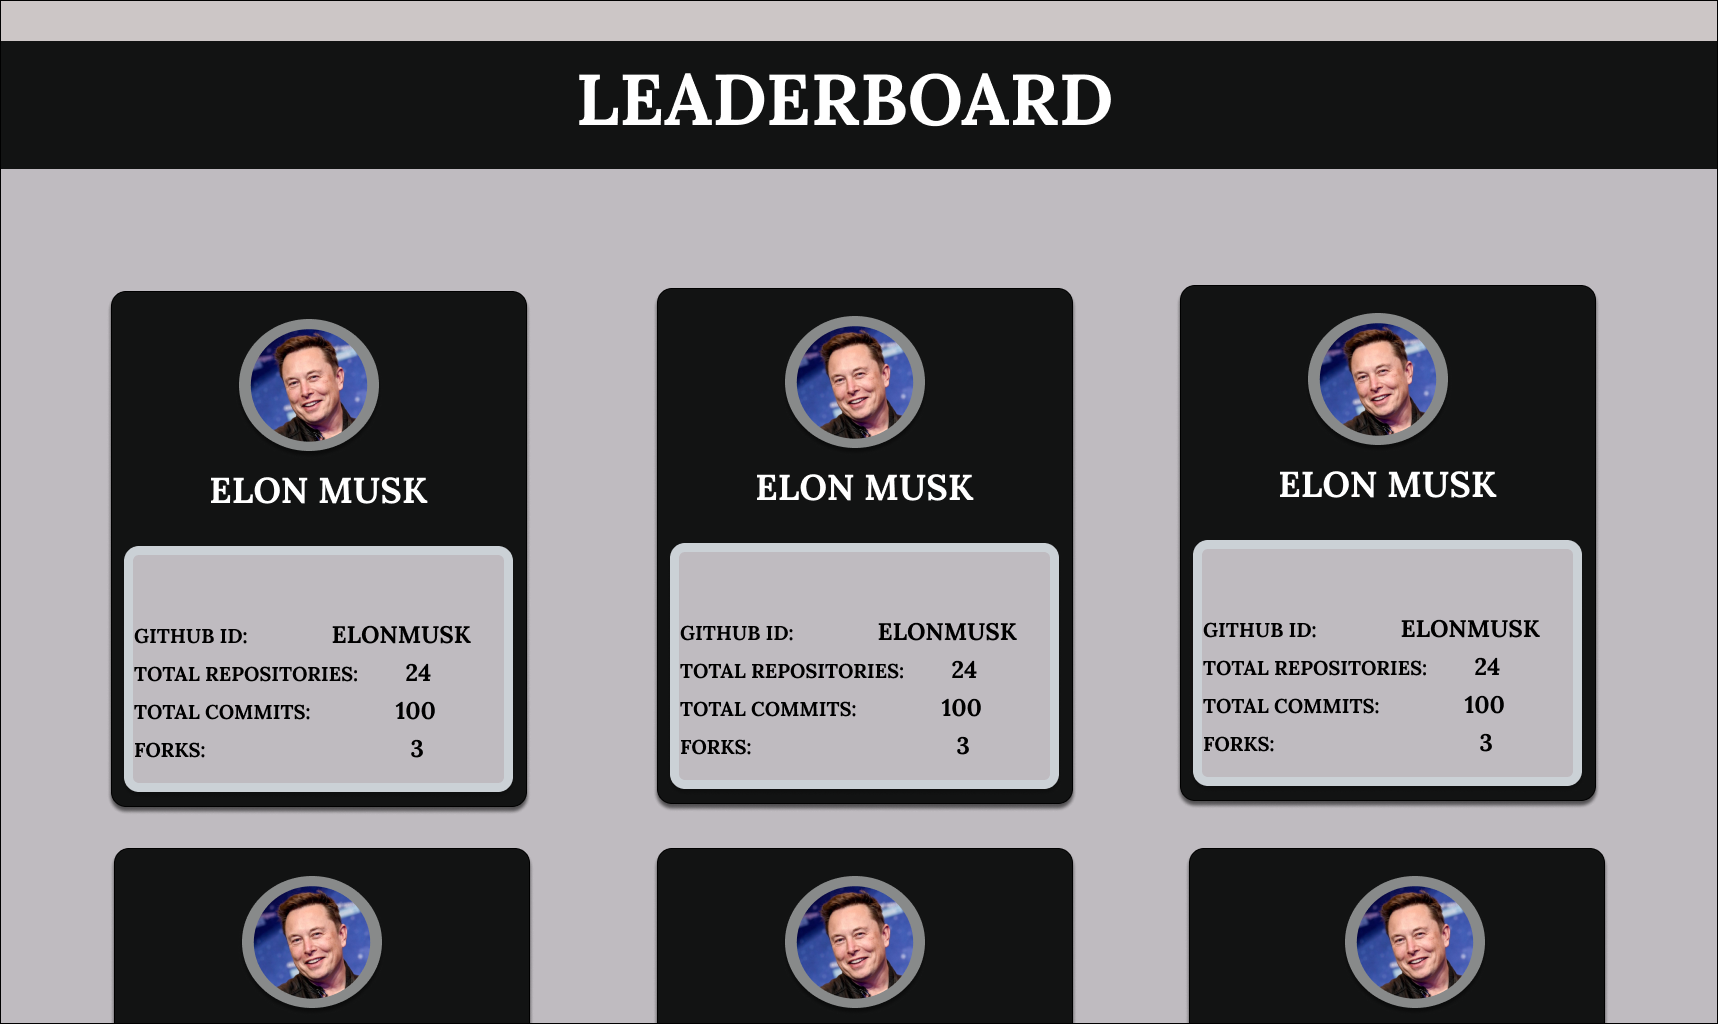 LEADERBOARD
ELON MUSK
GITHUB ID: ELONMUSK
TOTAL REPOSITORIES: 24
TOTAL COMMITS: 100
FORKS: 3
ELON MUSK
GITHUB ID: ELONMUSK
TOTAL REPOSITORIES: 24
TOTAL COMMITS: 100
FORKS: 3
ELON MUSK
GITHUB ID: ELONMUSK
TOTAL REPOSITORIES: 24
TOTAL COMMITS: 100
FORKS: 3